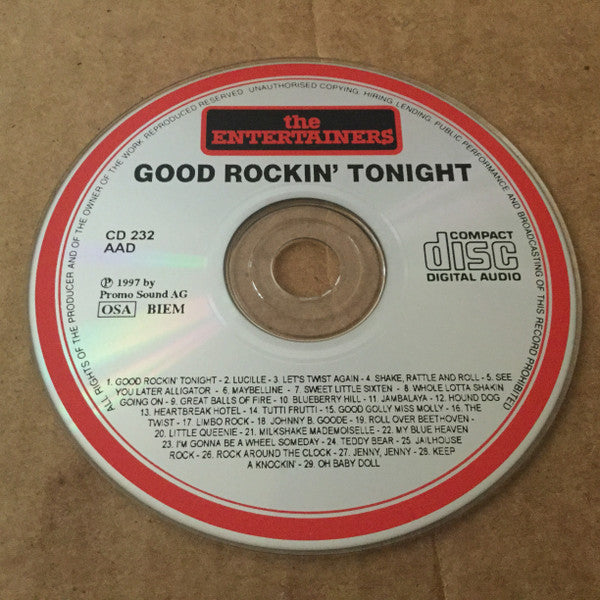 ALL RIGHTS OF THE PRODUCER AND OF THE OWNER OF THE WORK REPRODUCED RESERVED. UNAUTHORISED COPYING, HIRING, LENDING, PUBLIC PERFORMANCE AND BROADCASTING OF THIS RECORD PROHIBITED
the
ENTERTAINERS
GOOD ROCKIN' TONIGHT
CD 232
AAD
℗ 1997 by
Promo Sound AG
OSA BIEM
COMPACT
disc
DIGITAL AUDIO
1. GOOD ROCKIN' TONIGHT - 2. LUCILLE - 3. LET'S TWIST AGAIN - 4. SHAKE, RATTLE AND ROLL - 5. SEE
YOU LATER ALLIGATOR - 6. MAYBELLINE - 7. SWEET LITTLE SIXTEN - 8. WHOLE LOTTA SHAKIN
GOING ON - 9. GREAT BALLS OF FIRE - 10. BLUEBERRY HILL - 11. JAMBALAYA - 12. HOUND DOG
13. HEARTBREAK HOTEL - 14. TUTTI FRUTTI - 15. GOOD GOLLY MISS MOLLY - 16. THE
TWIST - 17. LIMBO ROCK - 18. JOHNNY B. GOODE - 19. ROLL OVER BEETHOVEN -
20. LITTLE QUEENIE - 21. MILKSHAKE MADEMOISELLE - 22. MY BLUE HEAVEN
23. I'M GONNA BE A WHEEL SOMEDAY - 24. TEDDY BEAR - 25. JAILHOUSE
ROCK - 26. ROCK AROUND THE CLOCK - 27. JENNY, JENNY - 28. KEEP
A KNOCKIN' - 29. OH BABY DOLL